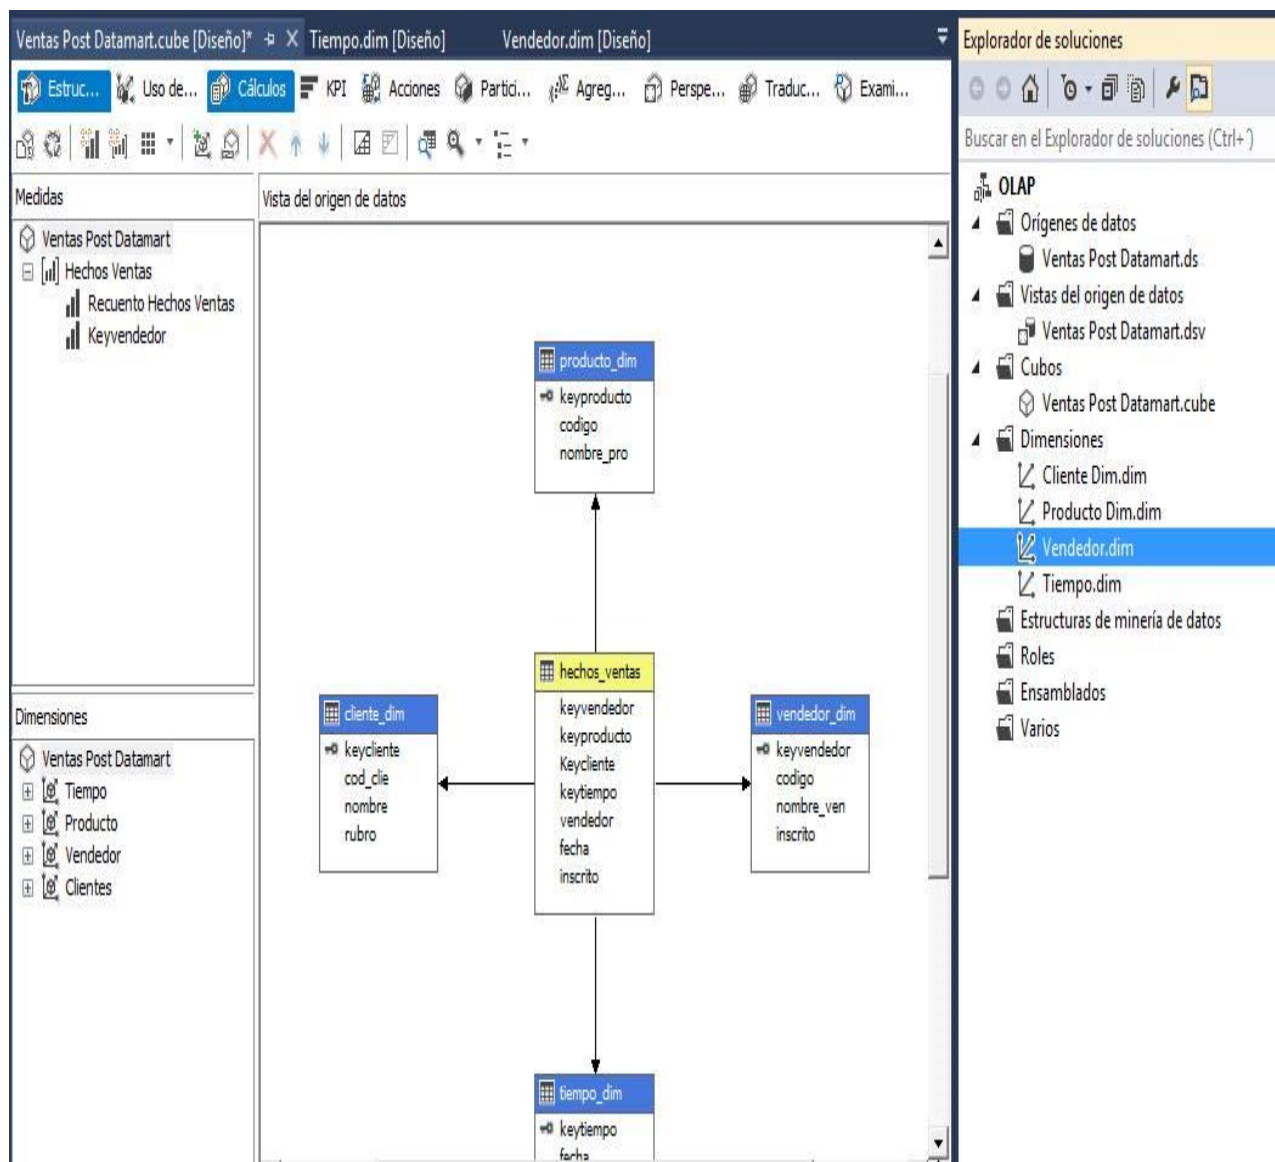 Ventas Post Datamart.cube [Diseño]*
Tiempo.dim [Diseño]
Vendedor.dim [Diseño]
Estruc...
Uso de...
Cálculos
KPI
Acciones
Partici...
Agreg...
Perspe...
Traduc...
Exami...
Medidas
Ventas Post Datamart
Hechos Ventas
Recuento Hechos Ventas
Keyvendedor
Dimensiones
Ventas Post Datamart
Tiempo
Producto
Vendedor
Clientes
Vista del origen de datos
producto_dim
keyproducto
codigo
nombre_pro
cliente_dim
keycliente
cod_clie
nombre
rubro
hechos_ventas
keyvendedor
keyproducto
Keycliente
keytiempo
vendedor
fecha
inscrito
vendedor_dim
keyvendedor
codigo
nombre_ven
inscrito
tiempo_dim
keytiempo
fecha
Explorador de soluciones
Buscar en el Explorador de soluciones (Ctrl+´)
OLAP
Orígenes de datos
Ventas Post Datamart.ds
Vistas del origen de datos
Ventas Post Datamart.dsv
Cubos
Ventas Post Datamart.cube
Dimensiones
Cliente Dim.dim
Producto Dim.dim
Vendedor.dim
Tiempo.dim
Estructuras de minería de datos
Roles
Ensamblados
Varios